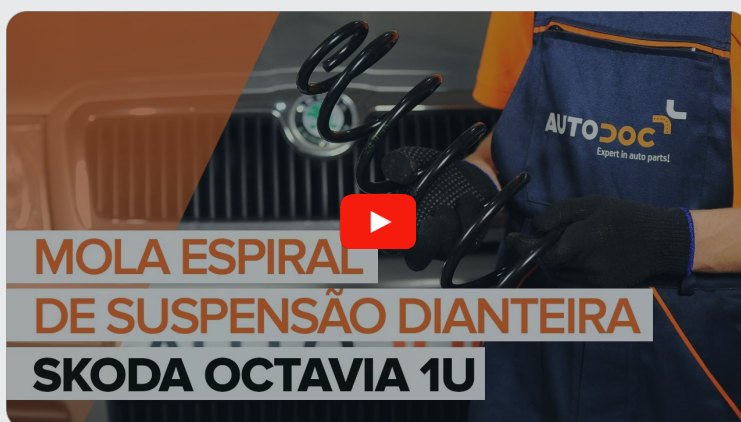 AUTODOC
Expert in auto parts!
MOLA ESPIRAL
DE SUSPENSÃO DIANTEIRA
SKODA OCTAVIA 1U